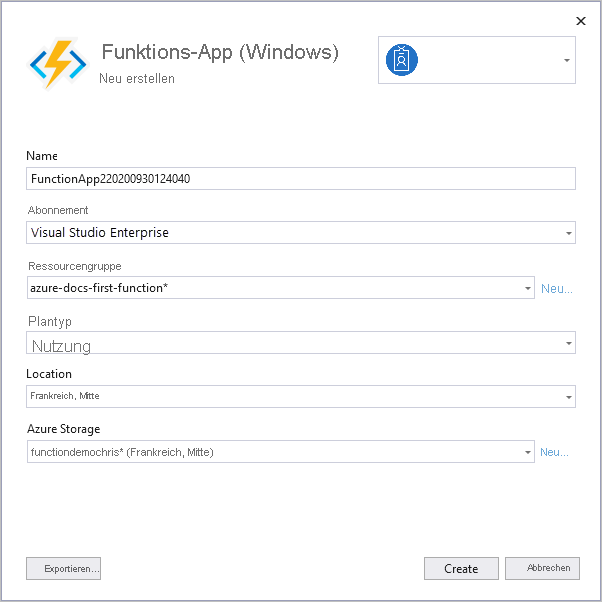 Funktions-App (Windows)
Neu erstellen
Name
FunctionApp220200930124040
Abonnement
Visual Studio Enterprise
Ressourcengruppe
azure-docs-first-function*
Neu...
Plantyp
Nutzung
Location
Frankreich, Mitte
Azure Storage
functiondemochris* (Frankreich, Mitte)
Neu...
Exportieren...
Create
Abbrechen